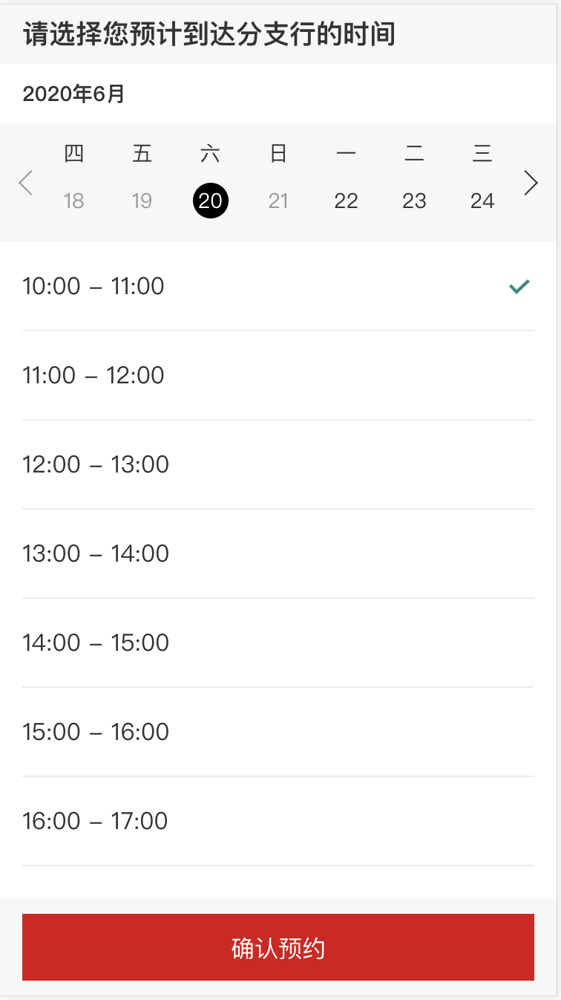 请选择您预计到达分支行的时间
2020年6月
四 五 六 日 一 二 三
18 19 20 21 22 23 24
10:00 – 11:00
11:00 – 12:00
12:00 – 13:00
13:00 – 14:00
14:00 – 15:00
15:00 – 16:00
16:00 – 17:00
确认预约